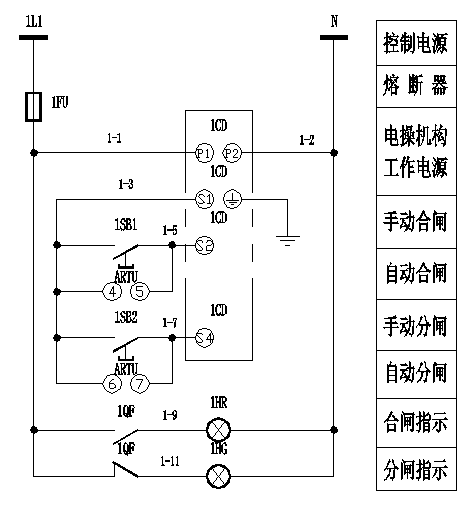 1L1
N
控制电源
1FU
熔断器
1CD
1-1
1-2
电操机构
工作电源
P1
P2
1CD
1-3
S1
1CD
手动合闸
1SB1
1-5
S2
ARTU
自动合闸
4
5
1SB2
1-7
1CD
S4
手动分闸
ARTU
自动分闸
6
7
1QF
1-9
1HR
合闸指示
1QF
1-11
1HG
分闸指示